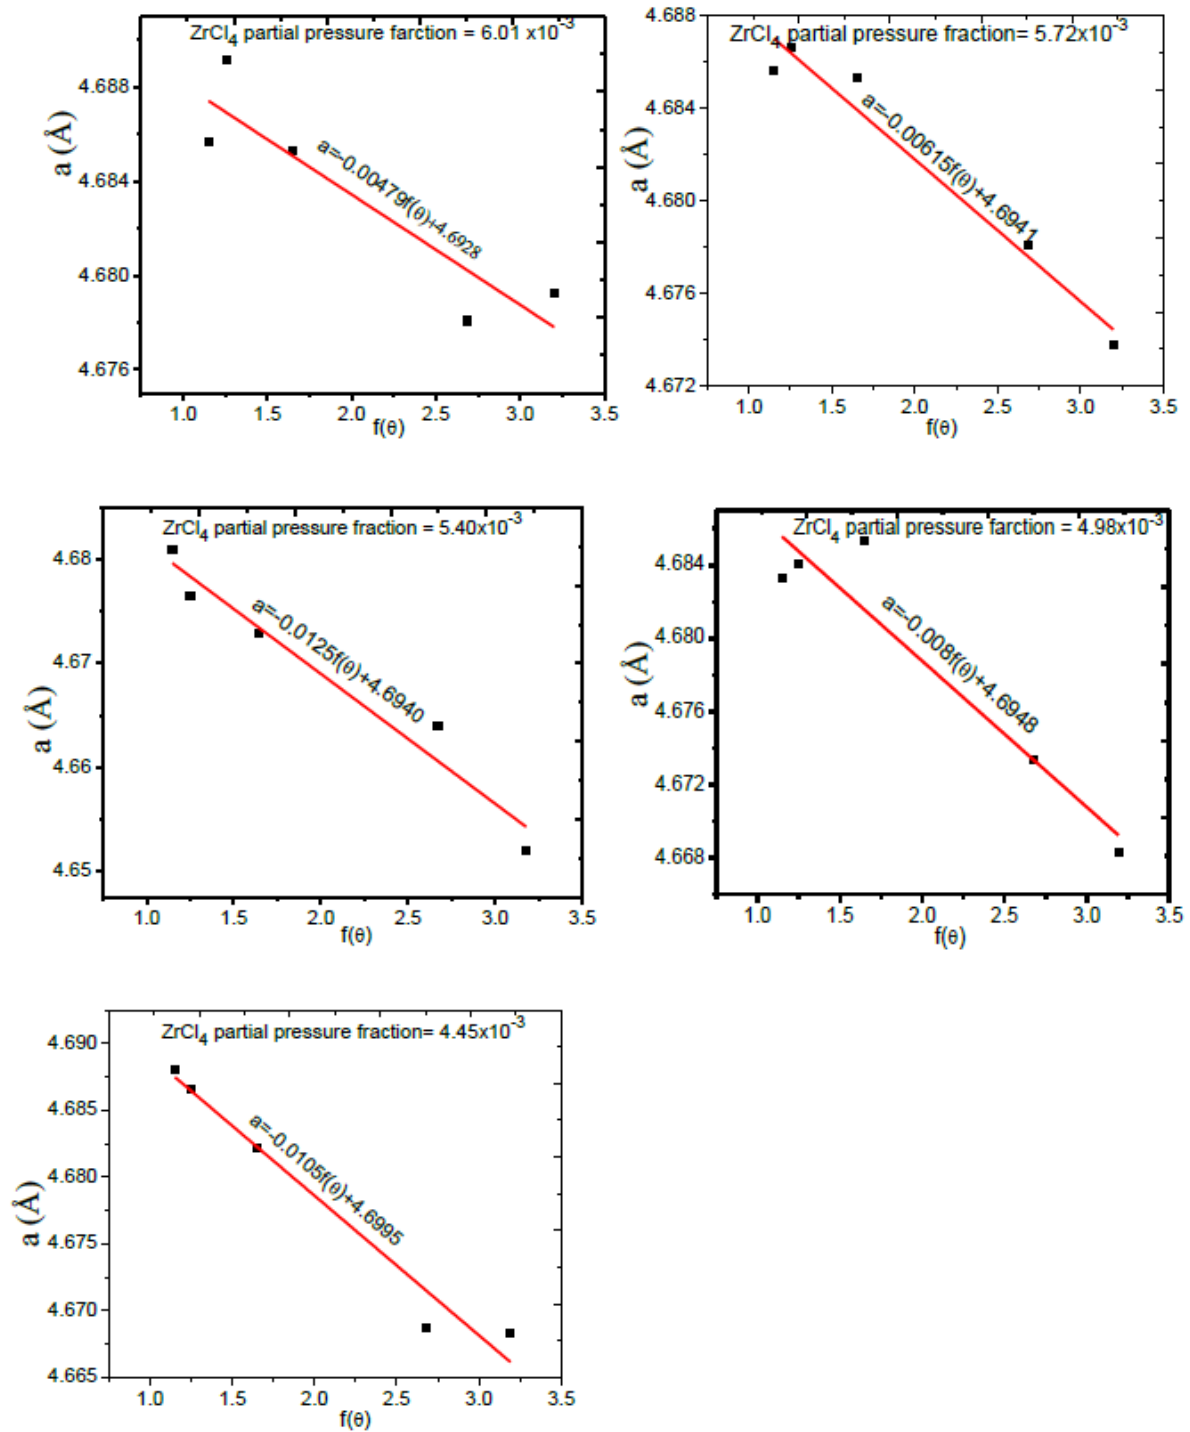 ZrCl4 partial pressure farction = 6.01 x10-3
4.688
4.684
4.680
4.676
a (Å)
a=-0.00479f(θ)+4.6928
1.0 1.5 2.0 2.5 3.0 3.5
f(θ)
ZrCl4 partial pressure fraction= 5.72x10-3
4.688
4.684
4.680
4.676
4.672
a (Å)
a=-0.00615f(θ)+4.6941
1.0 1.5 2.0 2.5 3.0 3.5
f(θ)
ZrCl4 partial pressure fraction = 5.40x10-3
4.68
4.67
4.66
4.65
a (Å)
a=-0.0125f(θ)+4.6940
1.0 1.5 2.0 2.5 3.0 3.5
f(θ)
ZrCl4 partial pressure farction = 4.98x10-3
4.684
4.680
4.676
4.672
4.668
a (Å)
a=-0.008f(θ)+4.6948
1.0 1.5 2.0 2.5 3.0 3.5
f(θ)
ZrCl4 partial pressure fraction= 4.45x10-3
4.690
4.685
4.680
4.675
4.670
4.665
a (Å)
a=-0.0105f(θ)+4.6995
1.0 1.5 2.0 2.5 3.0 3.5
f(θ)